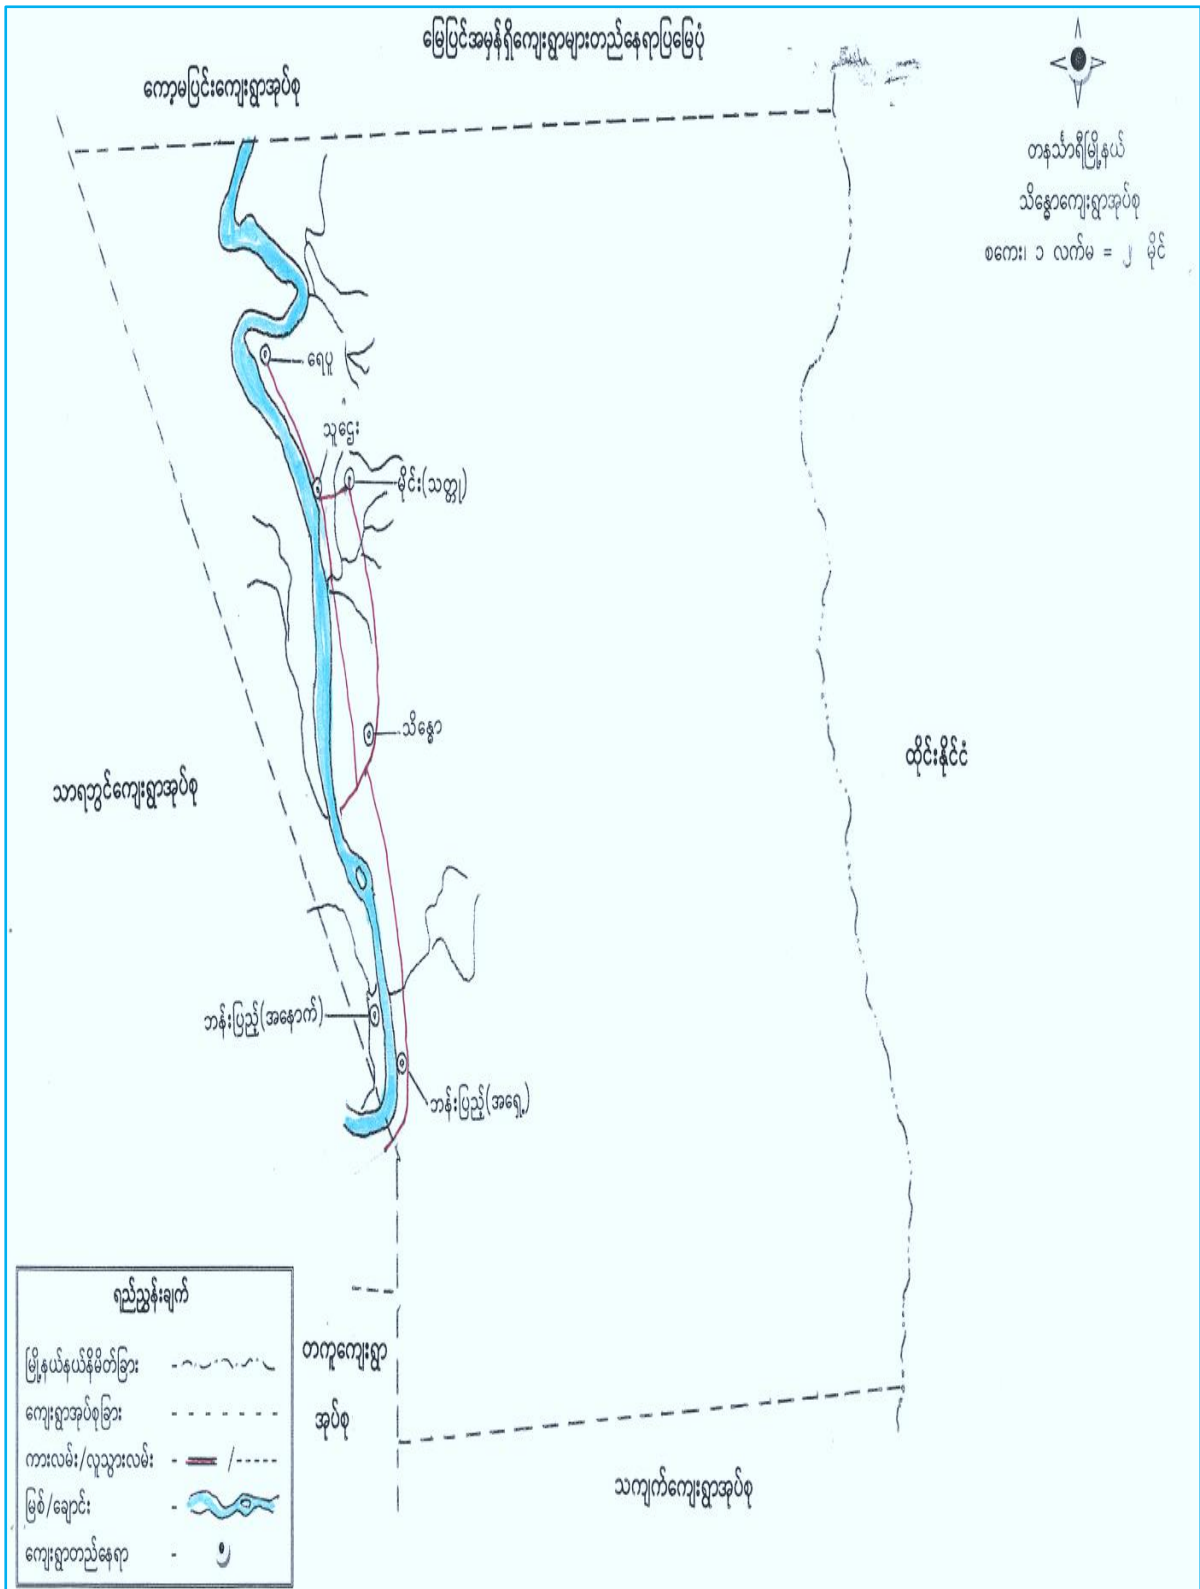 မြေပြင်အမှန်ရှိကျေးရွာများတည်နေရာပြမြေပုံ
ကော့မပြင်းကျေးရွာအုပ်စု
တနင်္သာရီမြို့နယ်
သိန္ဓောကျေးရွာအုပ်စု
စကေး၊ ၁ လက်မ = ၂ မိုင်
ရေပူ
သူဌေး
မိုင်း(သတ္တု)
သိန္ဓော
ထိုင်းနိုင်ငံ
သာရဘွင်ကျေးရွာအုပ်စု
ဘန်းပြည့်(အနောက်)
ဘန်းပြည့်(အရှေ့)
တကူကျေးရွာ
အုပ်စု
သကျက်ကျေးရွာအုပ်စု
ရည်ညွှန်းချက်
မြို့နယ်နယ်နိမိတ်ခြား -
ကျေးရွာအုပ်စုခြား -
ကားလမ်း/လူသွားလမ်း - /
မြစ်/ချောင်း -
ကျေးရွာတည်နေရာ -